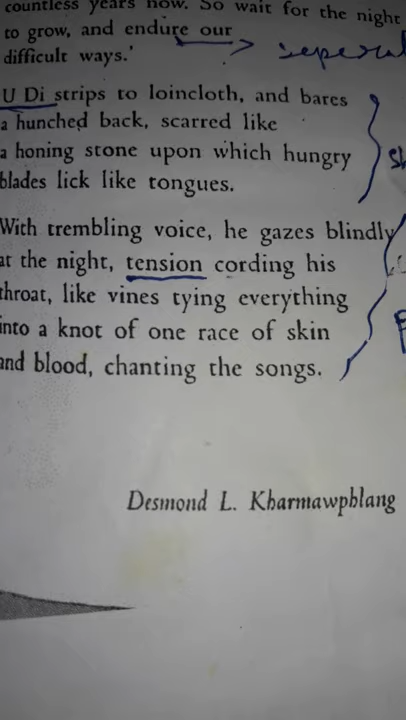 countless years now. So wait for the night
to grow, and endure our
difficult ways.'
U Di strips to loincloth, and bares
a hunched back, scarred like
a honing stone upon which hungry
blades lick like tongues.
With trembling voice, he gazes blindly
at the night, tension cording his
throat, like vines tying everything
into a knot of one race of skin
and blood, chanting the songs.
Desmond L. Kharmawphlang